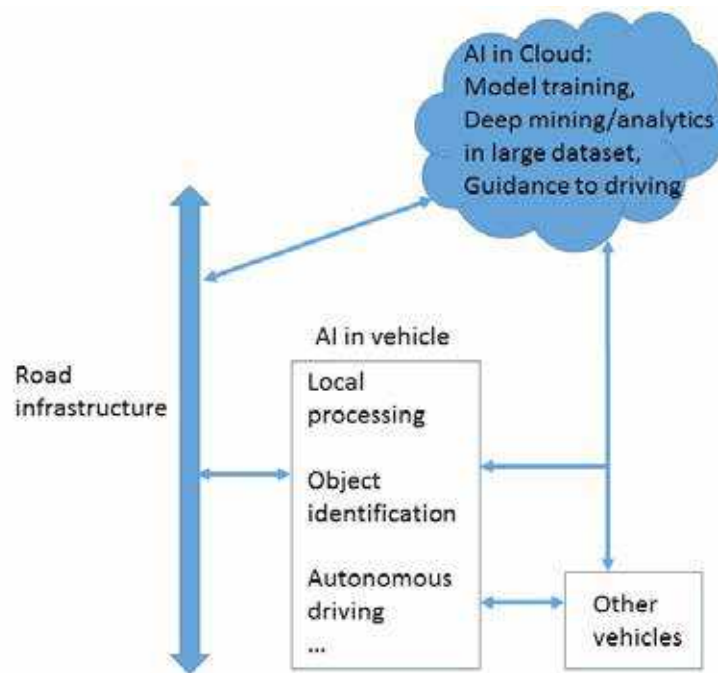 AI in Cloud:
Model training,
Deep mining/analytics
in large dataset,
Guidance to driving
AI in vehicle
Road
infrastructure
Local
processing
Object
identification
Autonomous
driving
...
Other
vehicles